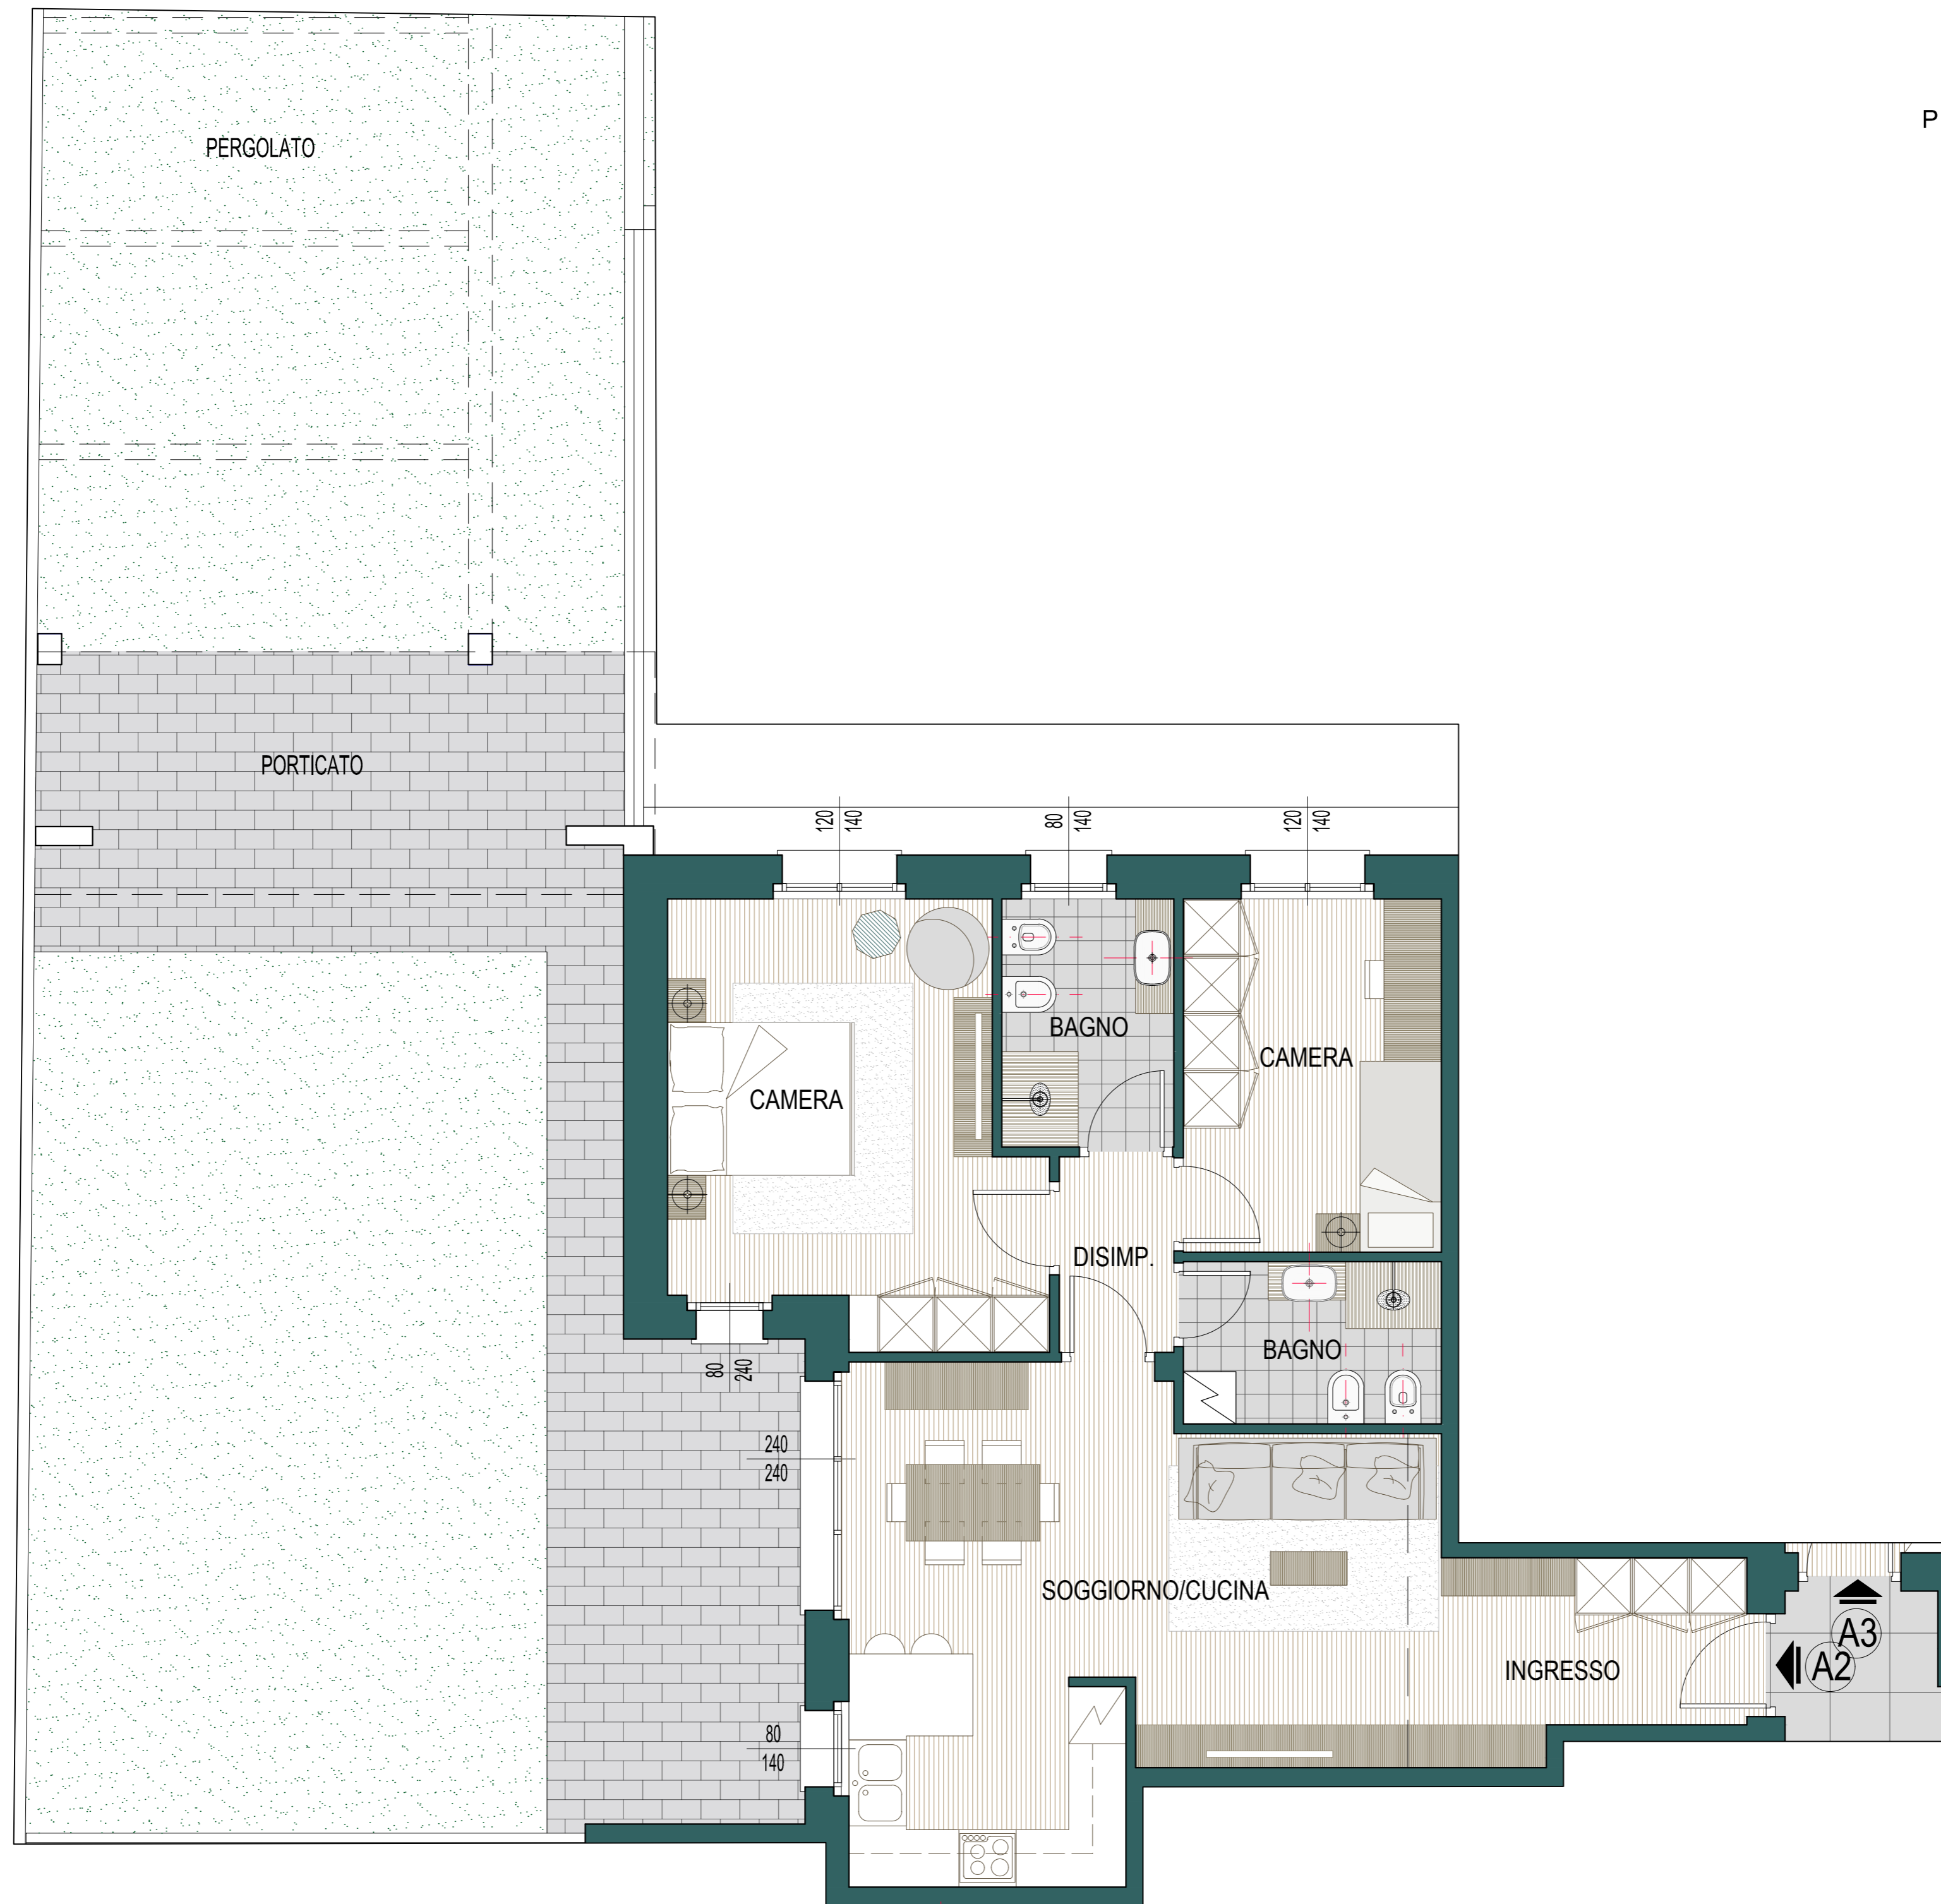 P
PERGOLATO
PORTICATO
120
140
80
140
120
140
BAGNO
CAMERA
CAMERA
DISIMP.
BAGNO
80
240
240
240
SOGGIORNO/CUCINA
A3
A2
INGRESSO
80
140